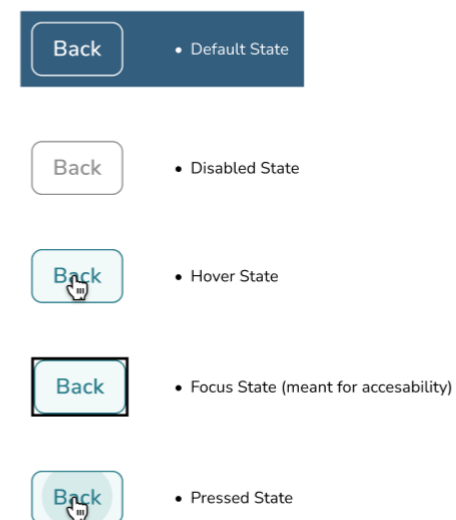 Back
• Default State
Back
• Disabled State
Back
• Hover State
Back
• Focus State (meant for accesability)
Back
• Pressed State